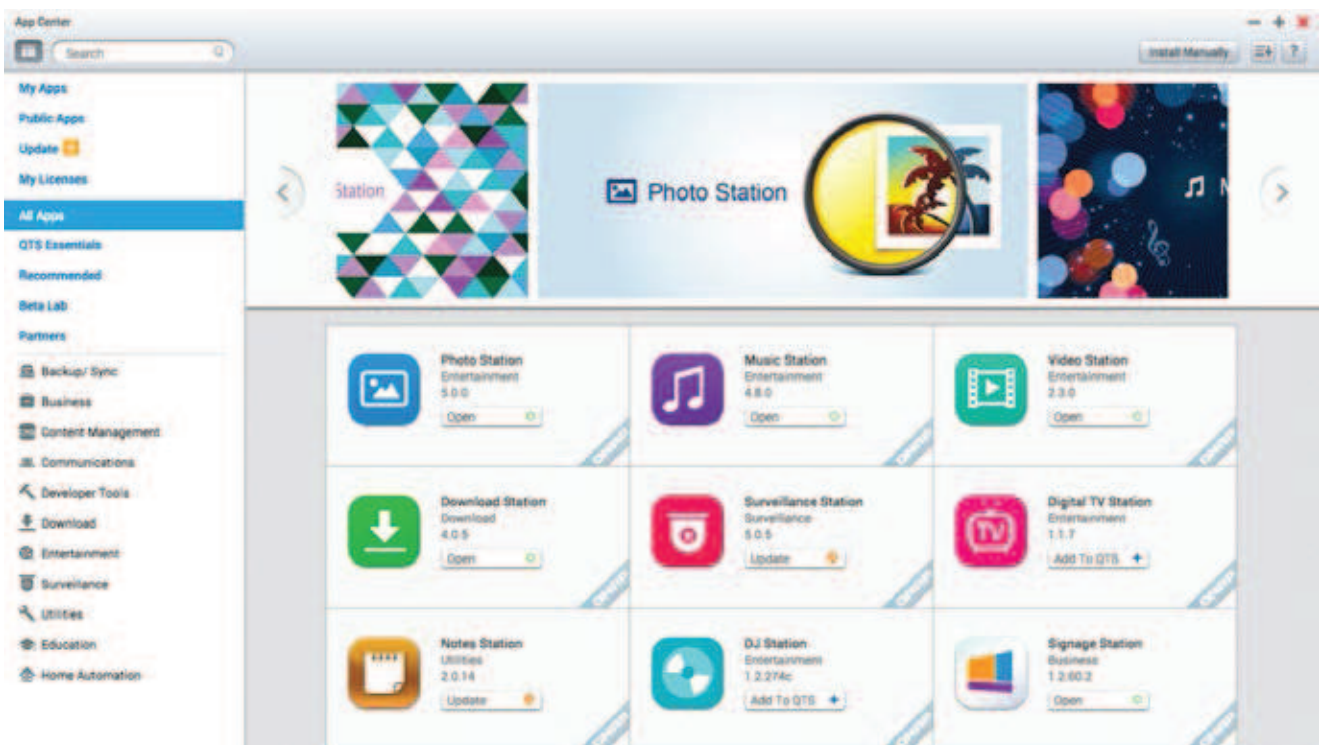 App Center
Search
Install Manually
?
My Apps
Public Apps
Update
My Licenses
All Apps
QTS Essentials
Recommended
Beta Lab
Partners
Backup/ Sync
Business
Content Management
Communications
Developer Tools
Download
Entertainment
Surveillance
Utilities
Education
Home Automation
Station
Photo Station
M
Photo Station
Entertainment
5.0.0
Open
Music Station
Entertainment
4.8.0
Open
Video Station
Entertainment
2.3.0
Open
Download Station
Download
4.0.5
Open
Surveillance Station
Surveillance
5.0.5
Update
TV
Digital TV Station
Entertainment
1.1.7
Add To QTS +
Notes Station
Utilities
2.0.14
Update
DJ Station
Entertainment
1.2.274c
Add To QTS +
Signage Station
Business
1.2.60.2
Open